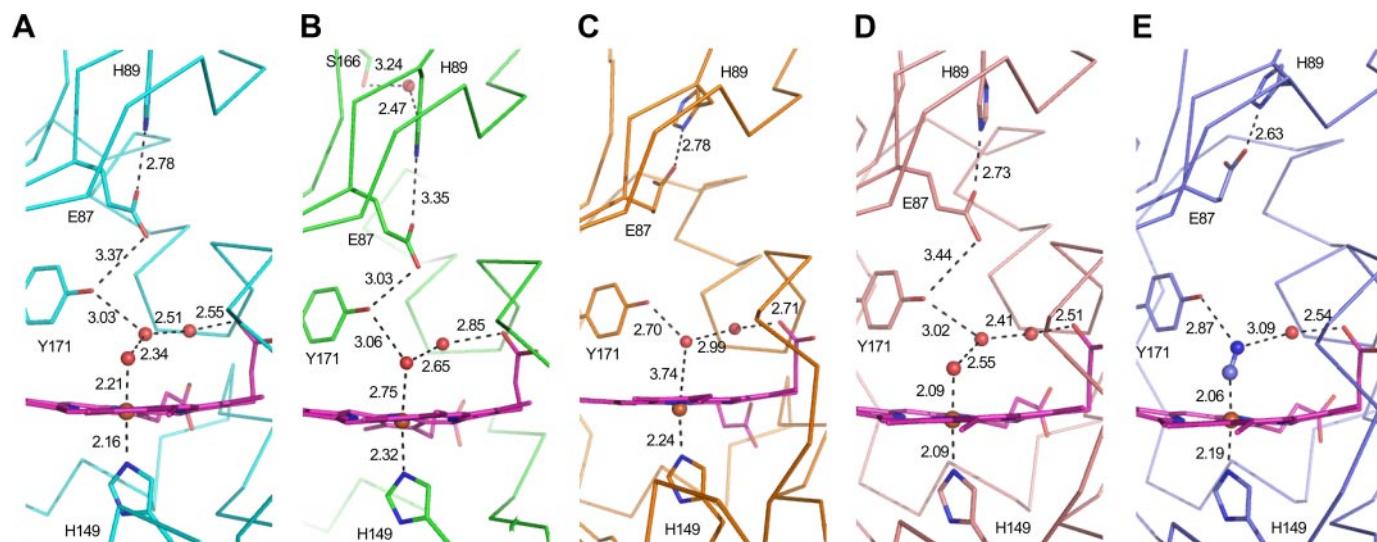 A
H89
2.78
E87
3.37
3.03
2.51
2.55
Y171
2.34
2.21
2.16
H149
B
S166
3.24
H89
2.47
3.35
E87
3.03
2.85
Y171
3.06
2.65
2.75
2.32
H149
C
H89
2.78
E87
2.71
2.70
Y171
2.99
3.74
2.24
H149
D
H89
2.73
E87
3.44
3.02
2.41
2.51
Y171
2.55
2.09
2.09
H149
E
H89
2.63
E87
3.09
2.54
2.87
Y171
2.06
2.19
H149